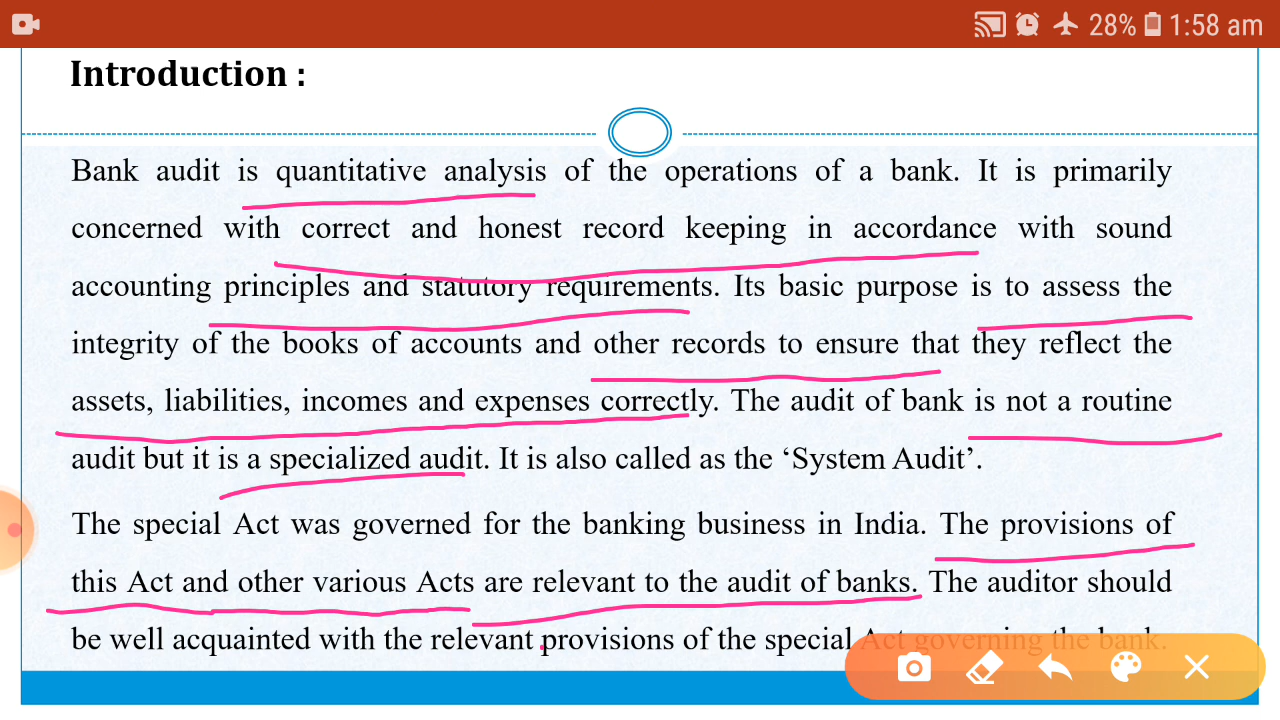 28% 1:58 am
Introduction :
Bank audit is quantitative analysis of the operations of a bank. It is primarily
concerned with correct and honest record keeping in accordance with sound
accounting principles and statutory requirements. Its basic purpose is to assess the
integrity of the books of accounts and other records to ensure that they reflect the
assets, liabilities, incomes and expenses correctly. The audit of bank is not a routine
audit but it is a specialized audit. It is also called as the ‘System Audit’.
The special Act was governed for the banking business in India. The provisions of
this Act and other various Acts are relevant to the audit of banks. The auditor should
be well acquainted with the relevant provisions of the special Act governing the bank.